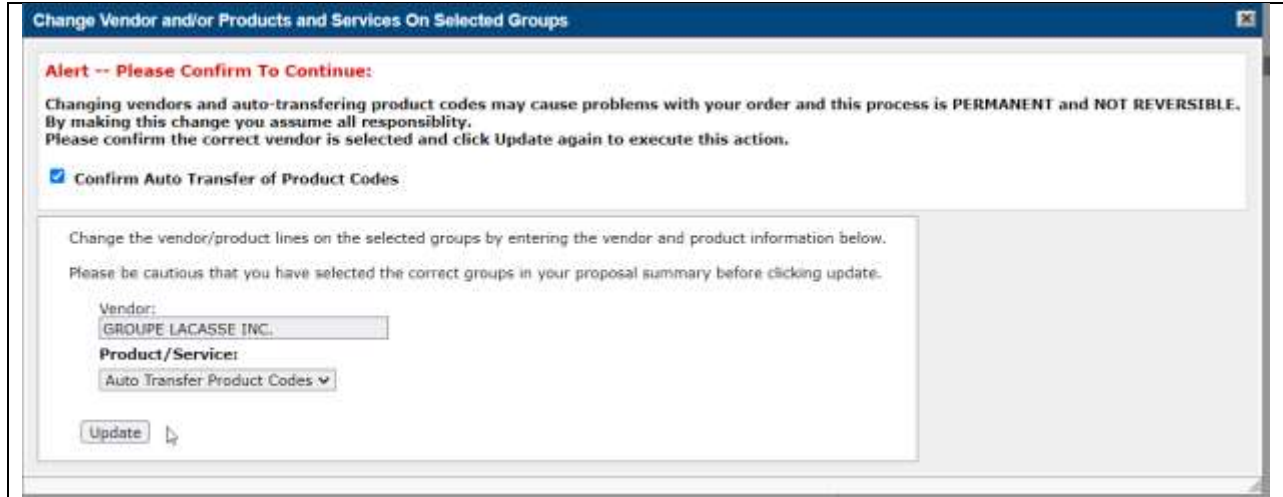 Change Vendor and/or Products and Services On Selected Groups
Alert -- Please Confirm To Continue:
Changing vendors and auto-transfering product codes may cause problems with your order and this process is PERMANENT and NOT REVERSIBLE.
By making this change you assume all responsiblity.
Please confirm the correct vendor is selected and click Update again to execute this action.
Confirm Auto Transfer of Product Codes
Change the vendor/product lines on the selected groups by entering the vendor and product information below.
Please be cautious that you have selected the correct groups in your proposal summary before clicking update.
Vendor:
GROUPE LACASSE INC.
Product/Service:
Auto Transfer Product Codes
Update